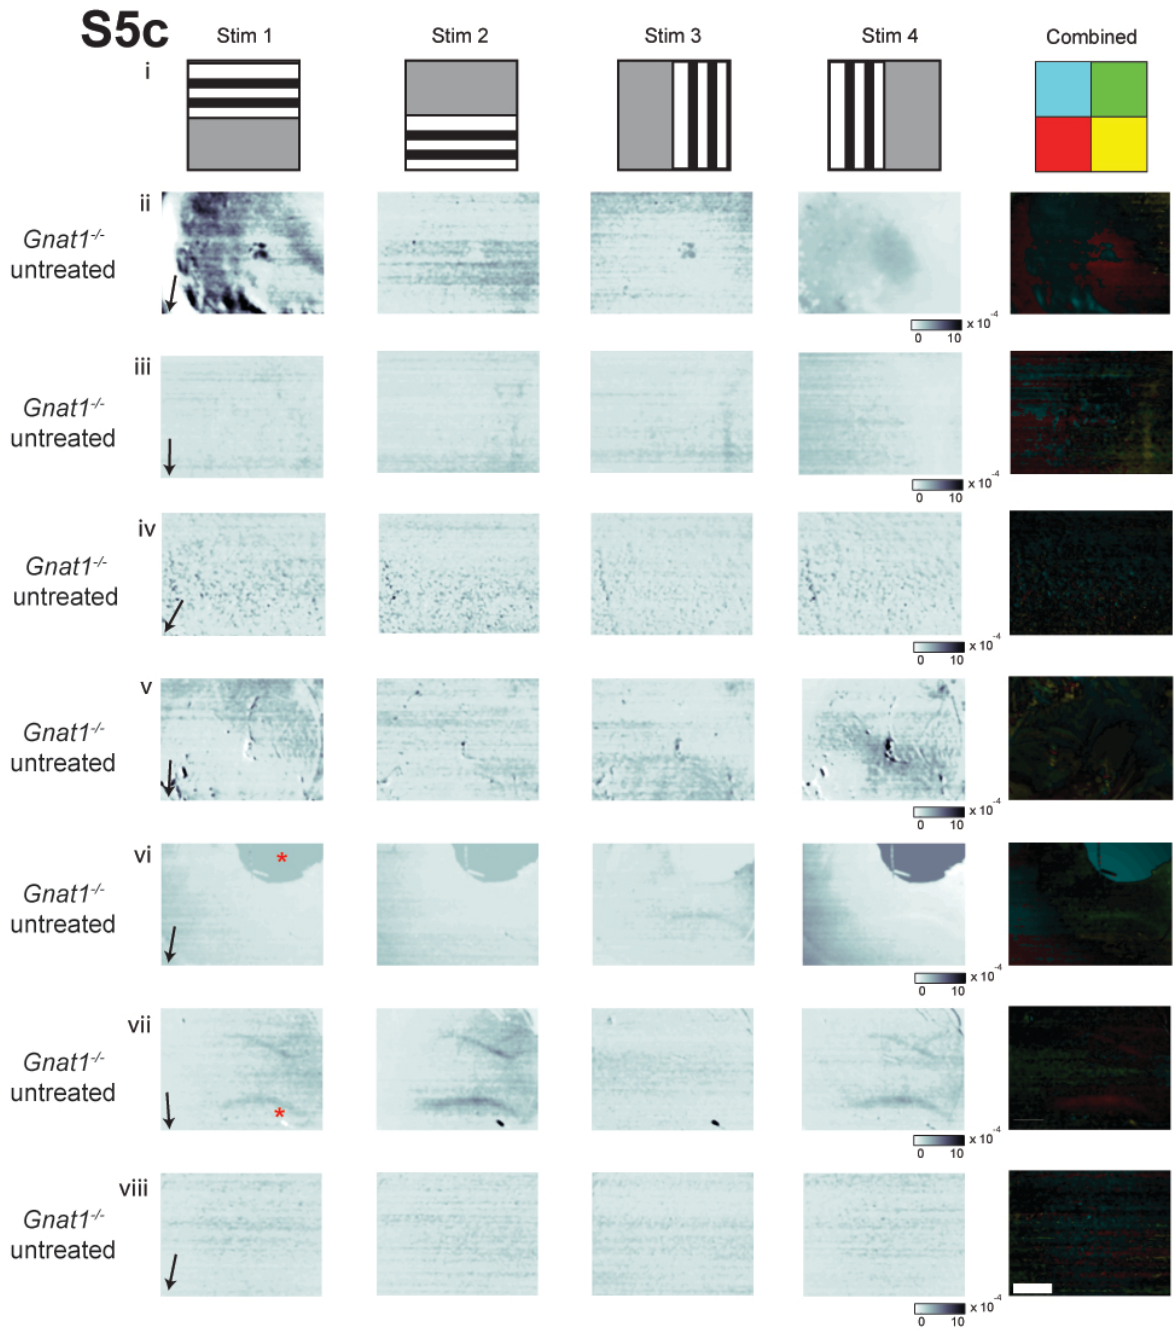 S5c
Stim 1 Stim 2 Stim 3 Stim 4 Combined
i
ii
Gnat1-/-
untreated
0 10 x 10-4
iii
Gnat1-/-
untreated
0 10 x 10-4
iv
Gnat1-/-
untreated
0 10 x 10-4
v
Gnat1-/-
untreated
0 10 x 10-4
vi
*
Gnat1-/-
untreated
0 10 x 10-4
vii
Gnat1-/-
untreated
*
0 10 x 10-4
viii
Gnat1-/-
untreated
0 10 x 10-4